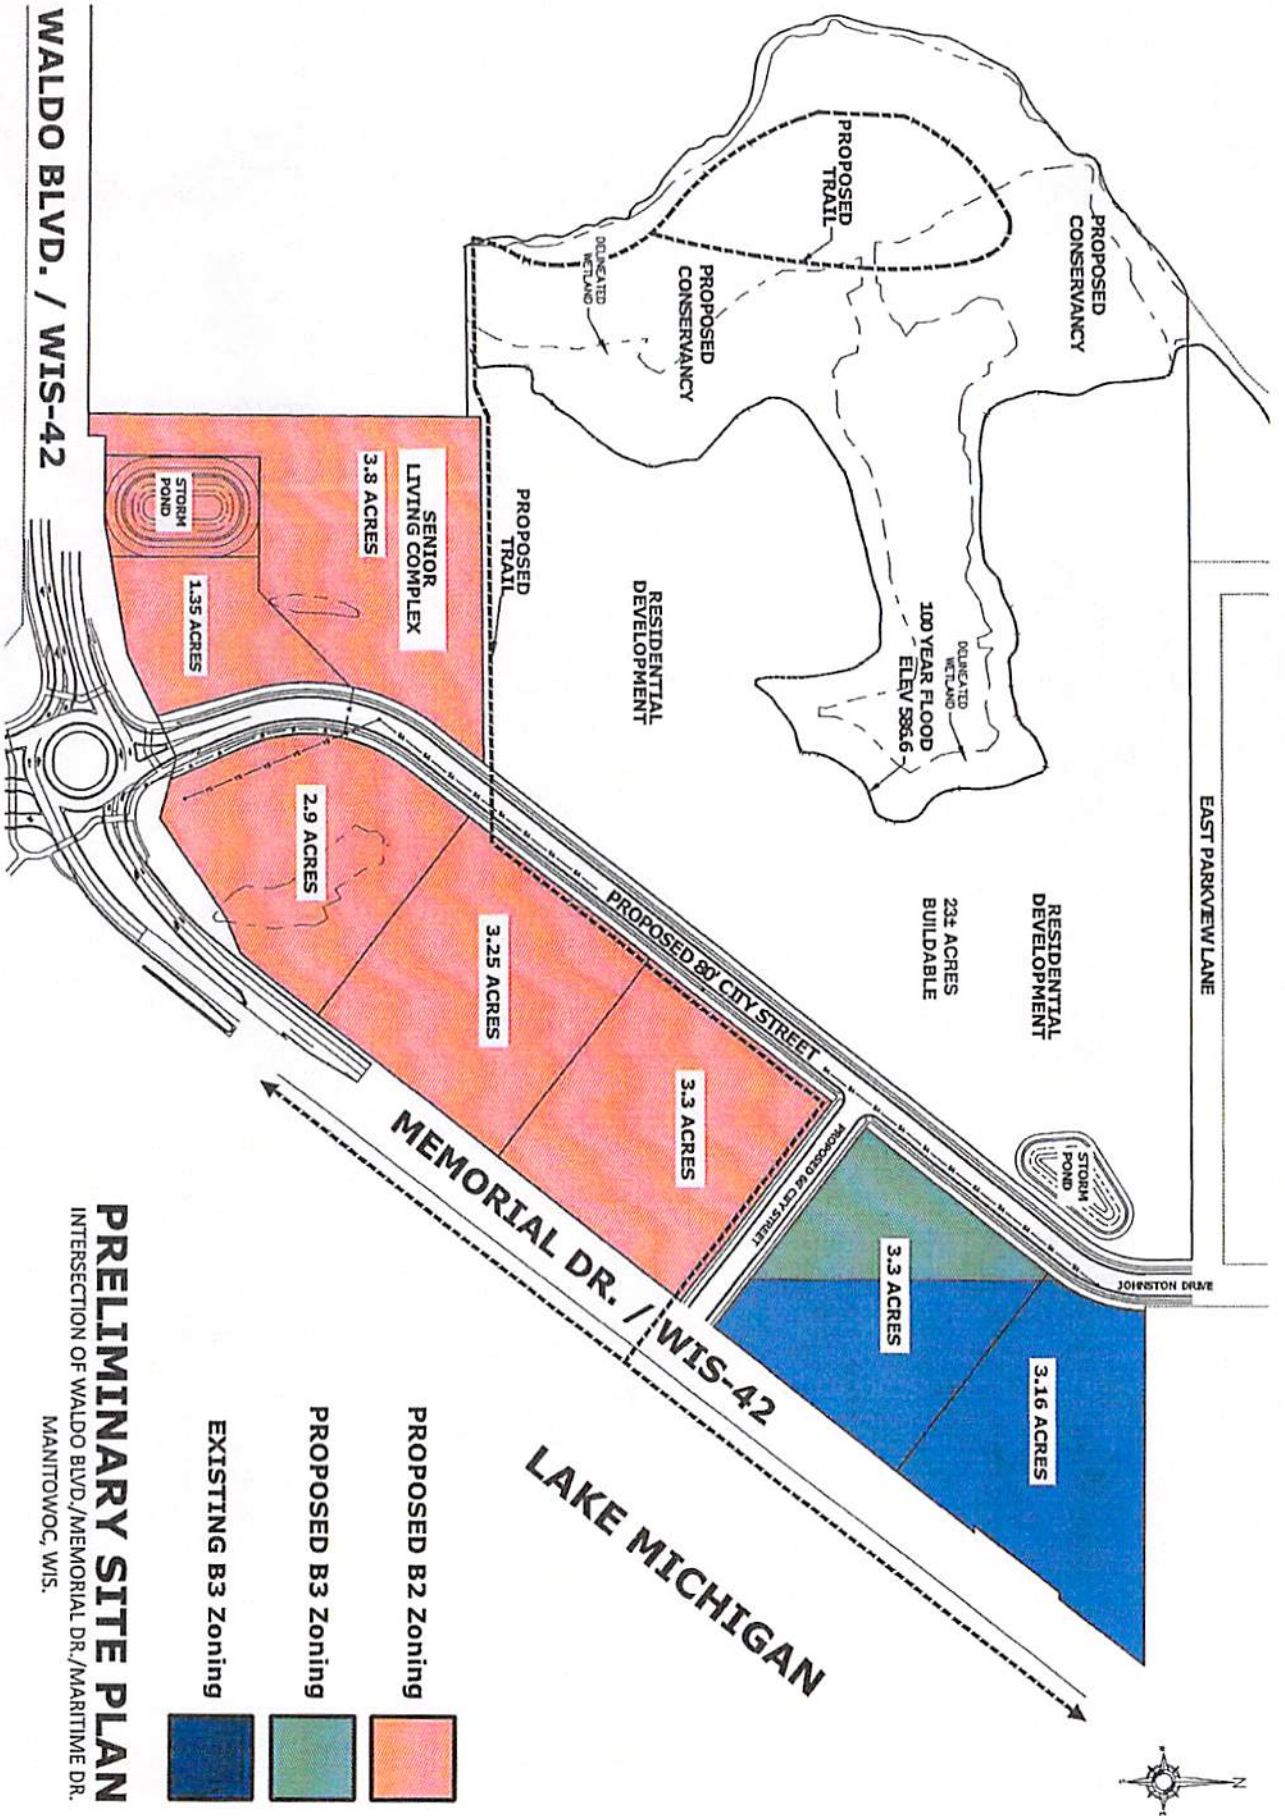 WALDO BLVD. / WIS-42
PROPOSED
CONSERVANCY
PROPOSED
TRAIL
PROPOSED
CONSERVANCY
DELINEATED
WETLAND
EAST PARKVIEW LANE
100 YEAR FLOOD
ELEV 586.6
DELINEATED
WETLAND
RESIDENTIAL
DEVELOPMENT
RESIDENTIAL
DEVELOPMENT
23± ACRES
BUILDABLE
PROPOSED
TRAIL
SENIOR
LIVING COMPLEX
3.8 ACRES
STORM
POND
1.35 ACRES
2.9 ACRES
3.25 ACRES
3.3 ACRES
PROPOSED 80' CITY STREET
PROPOSED 66' CITY STREET
STORM
POND
JOHNSTON DRIVE
3.3 ACRES
3.16 ACRES
MEMORIAL DR. / WIS-42
LAKE MICHIGAN
PROPOSED B2 Zoning
PROPOSED B3 Zoning
EXISTING B3 Zoning
PRELIMINARY SITE PLAN
INTERSECTION OF WALDO BLVD./MEMORIAL DR./MARITIME DR.
MANITOWOC, WIS.
N